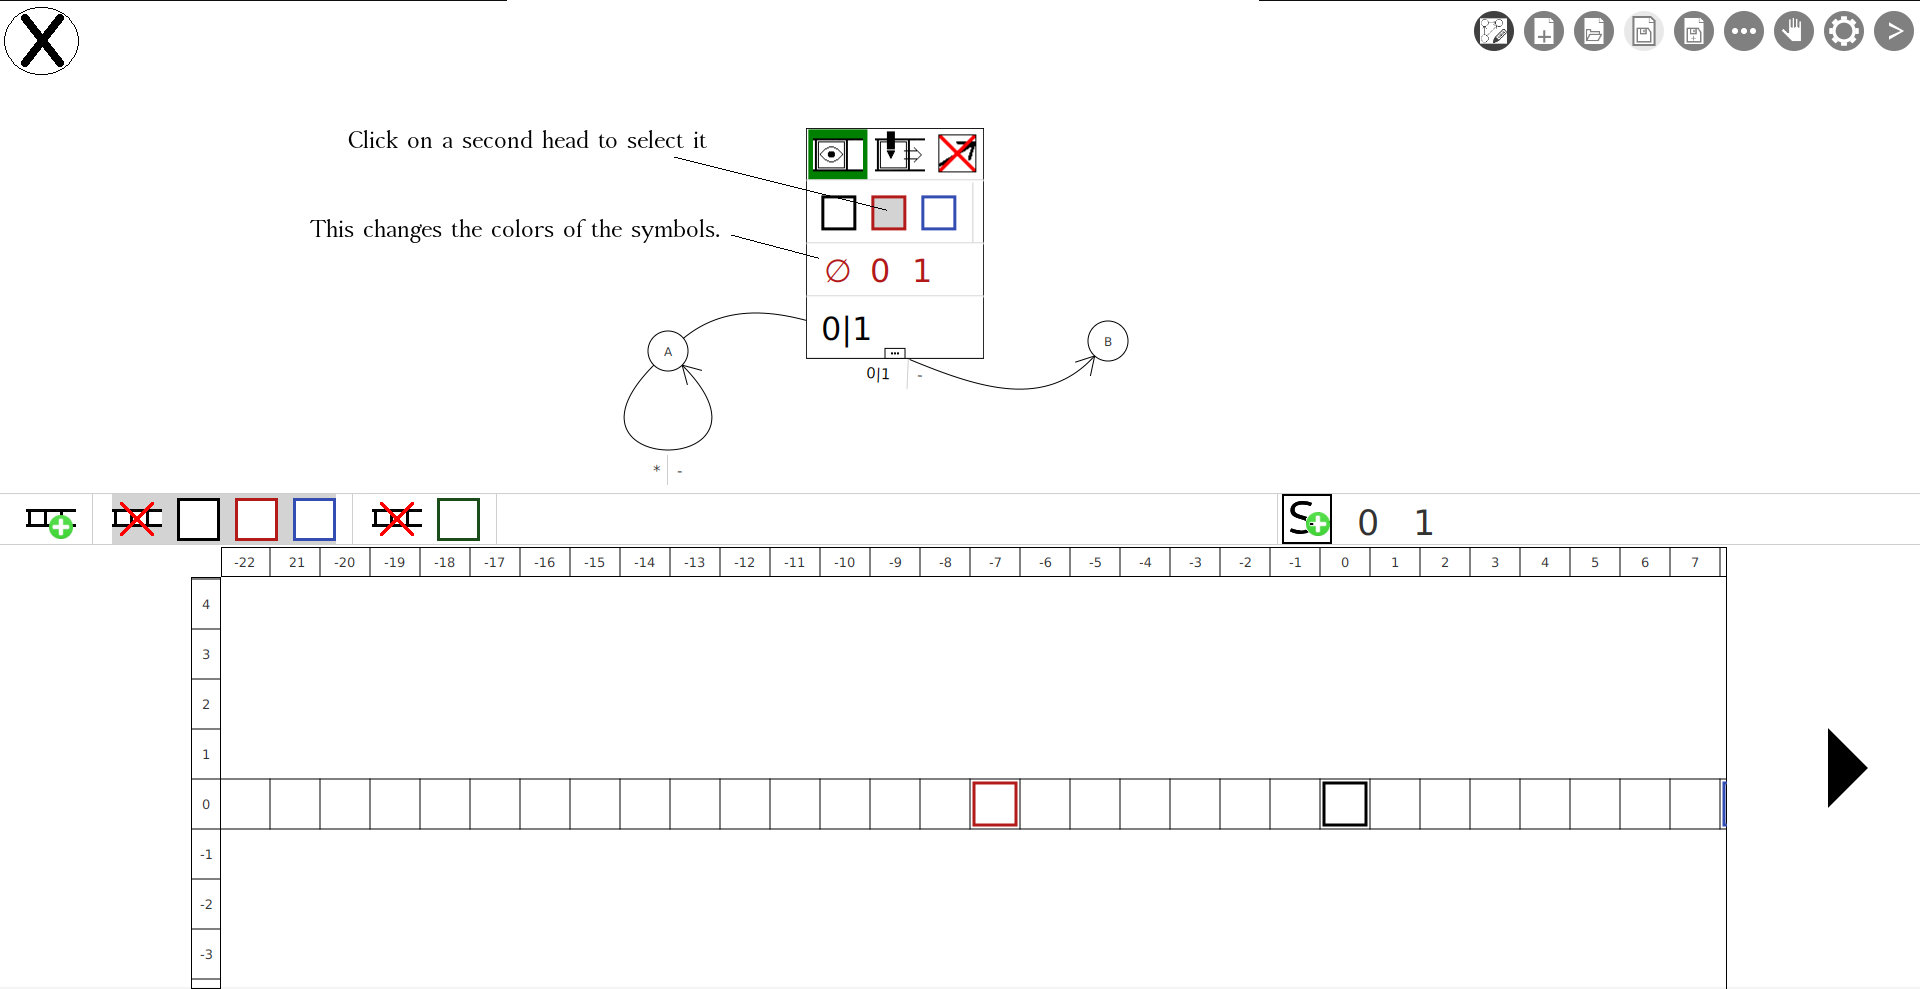 Click on a second head to select it
This changes the colors of the symbols.
∅ 0 1
0|1
A
B
0|1 -
* -
S 0 1
-22 21 -20 -19 -18 -17 -16 -15 -14 -13 -12 -11 -10 -9 -8 -7 -6 -5 -4 -3 -2 -1 0 1 2 3 4 5 6 7
4
3
2
1
0
-1
-2
-3